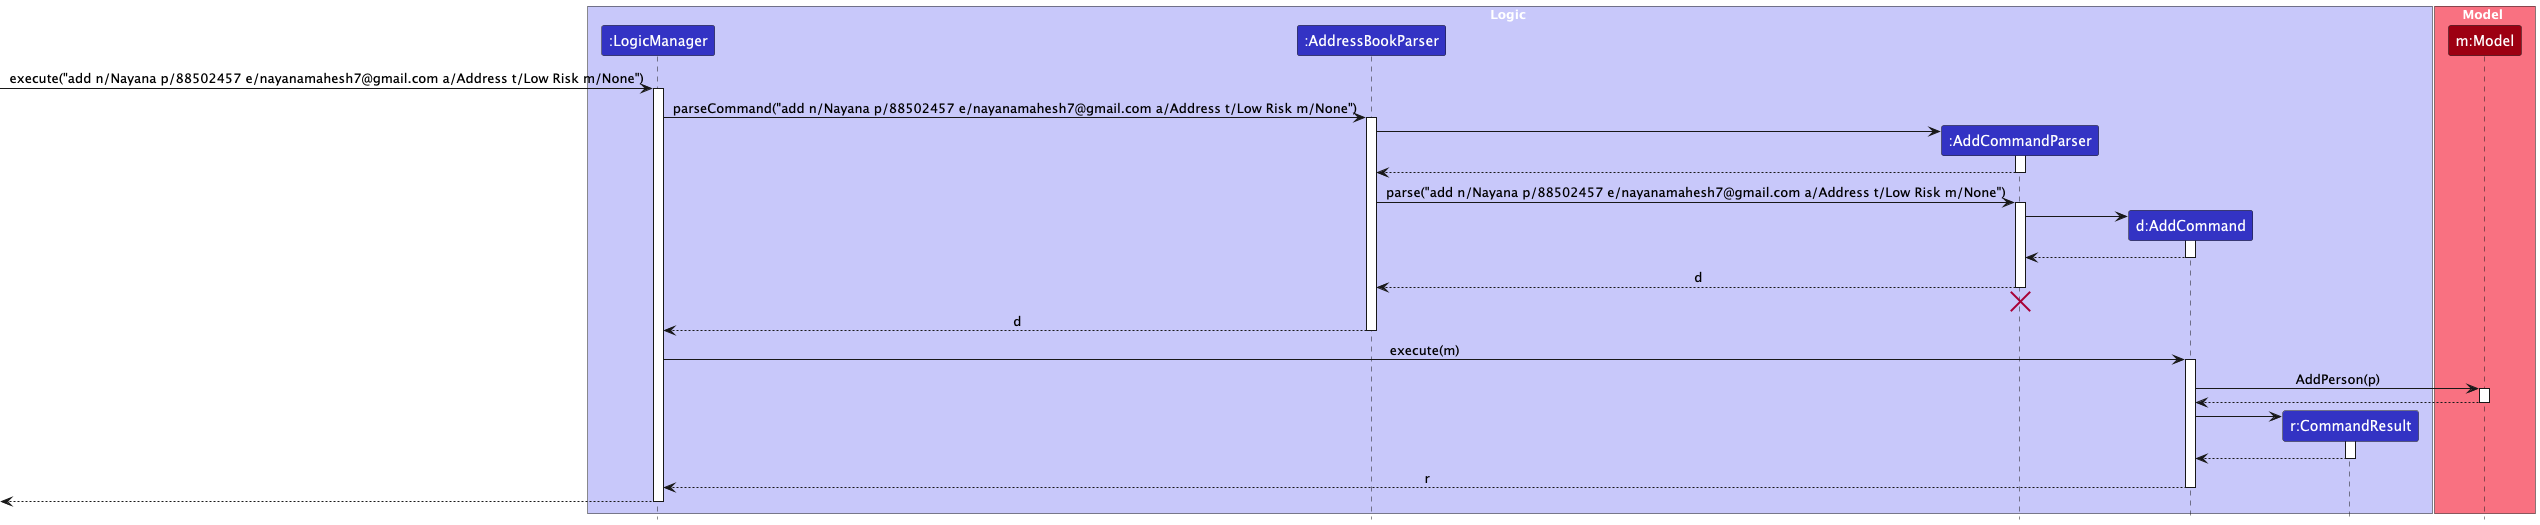 Logic
Model
:LogicManager
:AddressBookParser
m:Model
execute("add n/Nayana p/88502457 e/nayanamahesh7@gmail.com a/Address t/Low Risk m/None")
parseCommand("add n/Nayana p/88502457 e/nayanamahesh7@gmail.com a/Address t/Low Risk m/None")
:AddCommandParser
parse("add n/Nayana p/88502457 e/nayanamahesh7@gmail.com a/Address t/Low Risk m/None")
d:AddCommand
d
d
execute(m)
AddPerson(p)
r:CommandResult
r